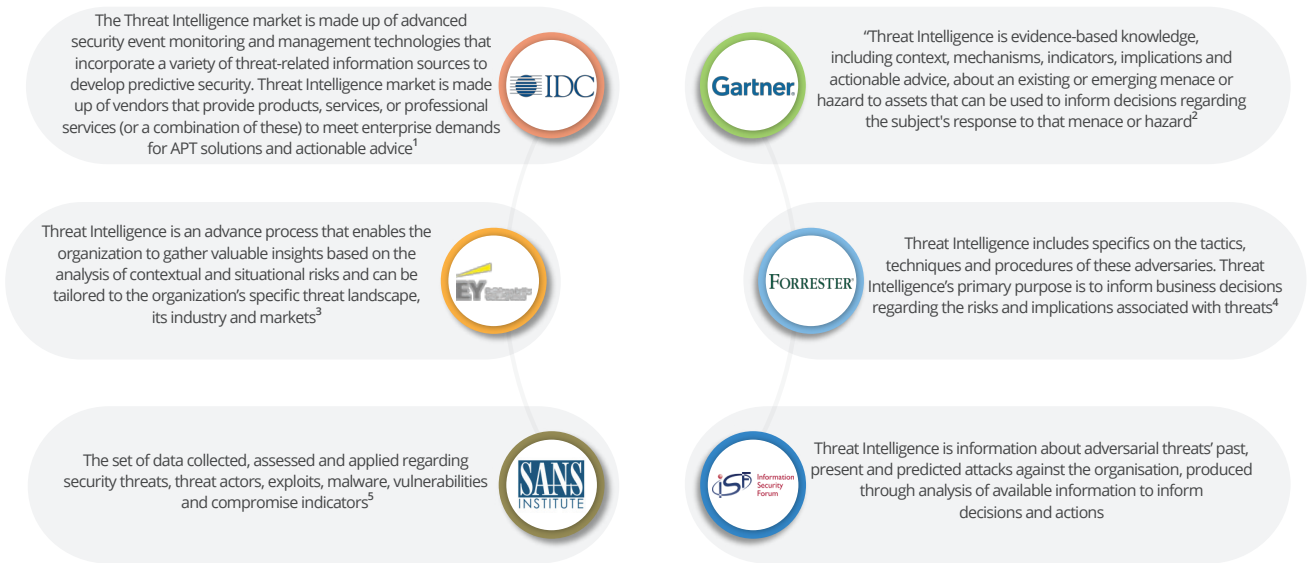 The Threat Intelligence market is made up of advanced
security event monitoring and management technologies that
incorporate a variety of threat-related information sources to
develop predictive security. Threat Intelligence market is made
up of vendors that provide products, services, or professional
services (or a combination of these) to meet enterprise demands
for APT solutions and actionable advice¹
IDC
Gartner
“Threat Intelligence is evidence-based knowledge,
including context, mechanisms, indicators, implications and
actionable advice, about an existing or emerging menace or
hazard to assets that can be used to inform decisions regarding
the subject's response to that menace or hazard²
Threat Intelligence is an advance process that enables the
organization to gather valuable insights based on the
analysis of contextual and situational risks and can be
tailored to the organization’s specific threat landscape,
its industry and markets³
EY
FORRESTER
Threat Intelligence includes specifics on the tactics,
techniques and procedures of these adversaries. Threat
Intelligence’s primary purpose is to inform business decisions
regarding the risks and implications associated with threats⁴
The set of data collected, assessed and applied regarding
security threats, threat actors, exploits, malware, vulnerabilities
and compromise indicators⁵
SANS
INSTITUTE
iSF
Information
Security
Forum
Threat Intelligence is information about adversarial threats’ past,
present and predicted attacks against the organisation, produced
through analysis of available information to inform
decisions and actions